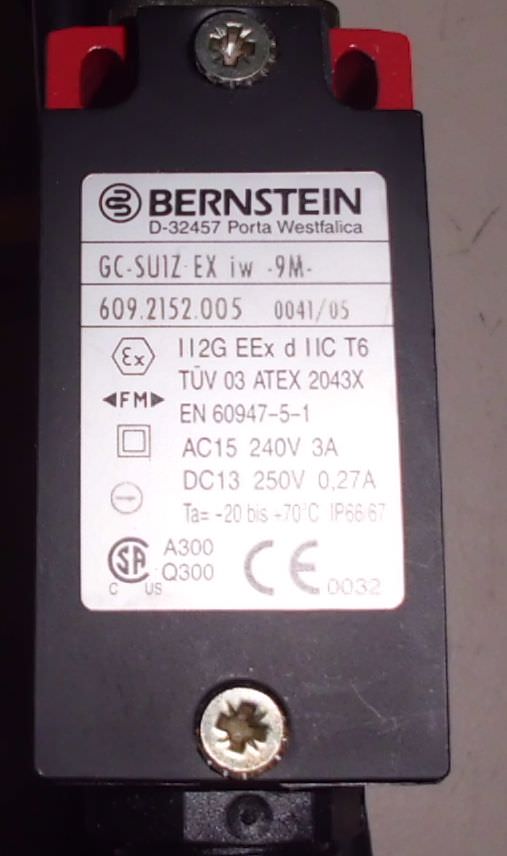 BERNSTEIN
D-32457 Porta Westfalica
GC-SU1Z EX iw -9M-
609.2152.005 0041/05
Ex II2G EEx d IIC T6
TÜV 03 ATEX 2043X
FM EN 60947-5-1
AC15 240V 3A
DC13 250V 0,27A
Ta= -20 bis +70°C IP66/67
SA A300
C US Q300
CE 0032